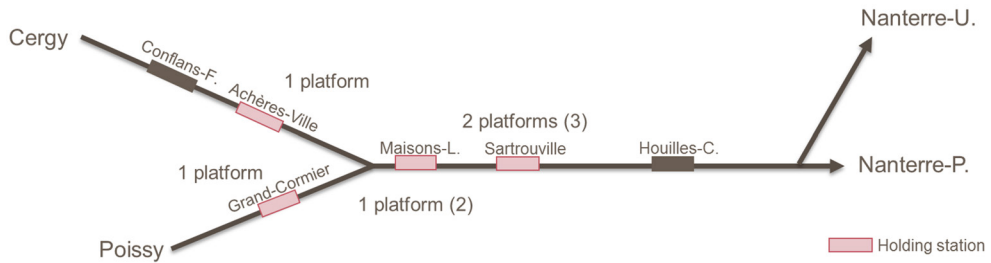 Nanterre-U.
Cergy
Conflans-F.
1 platform
Achères-Ville
2 platforms (3)
Maisons-L.
Sartrouville
Houilles-C.
Nanterre-P.
1 platform
Grand-Cormier
1 platform (2)
Poissy
Holding station